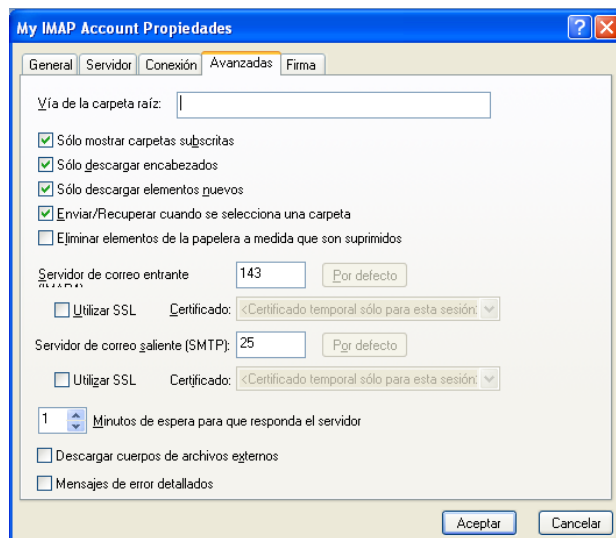 My IMAP Account Propiedades
General Servidor Conexión Avanzadas Firma
Vía de la carpeta raíz:
Sólo mostrar carpetas subscritas
Sólo descargar encabezados
Sólo descargar elementos nuevos
Enviar/Recuperar cuando se selecciona una carpeta
Eliminar elementos de la papelera a medida que son suprimidos
Servidor de correo entrante 143 Por defecto
Utilizar SSL Certificado: <Certificado temporal sólo para esta sesión
Servidor de correo saliente (SMTP): 25 Por defecto
Utilizar SSL Certificado: <Certificado temporal sólo para esta sesión
1 Minutos de espera para que responda el servidor
Descargar cuerpos de archivos externos
Mensajes de error detallados
Aceptar Cancelar